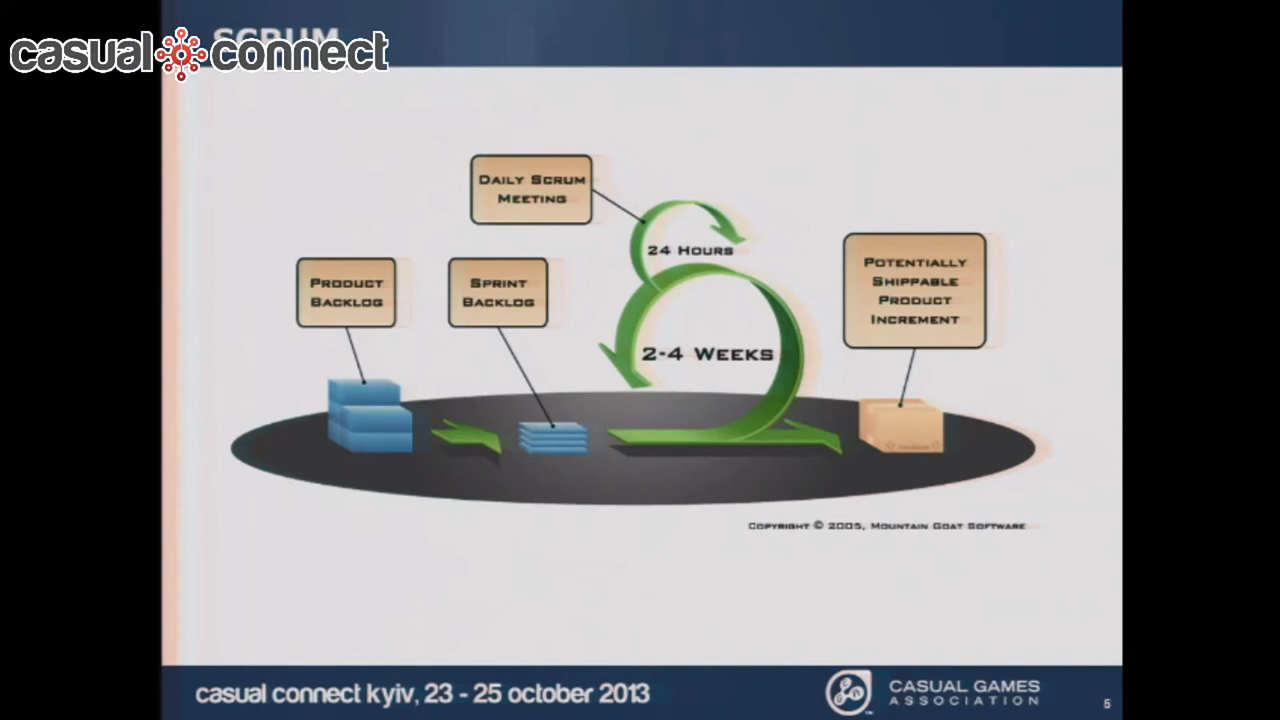 SCRUM
casual connect
DAILY SCRUM
MEETING
24 HOURS
PRODUCT
BACKLOG
SPRINT
BACKLOG
POTENTIALLY
SHIPPABLE
PRODUCT
INCREMENT
2-4 WEEKS
COPYRIGHT © 2005, MOUNTAIN GOAT SOFTWARE
casual connect kyiv, 23 - 25 october 2013
CASUAL GAMES
ASSOCIATION
5